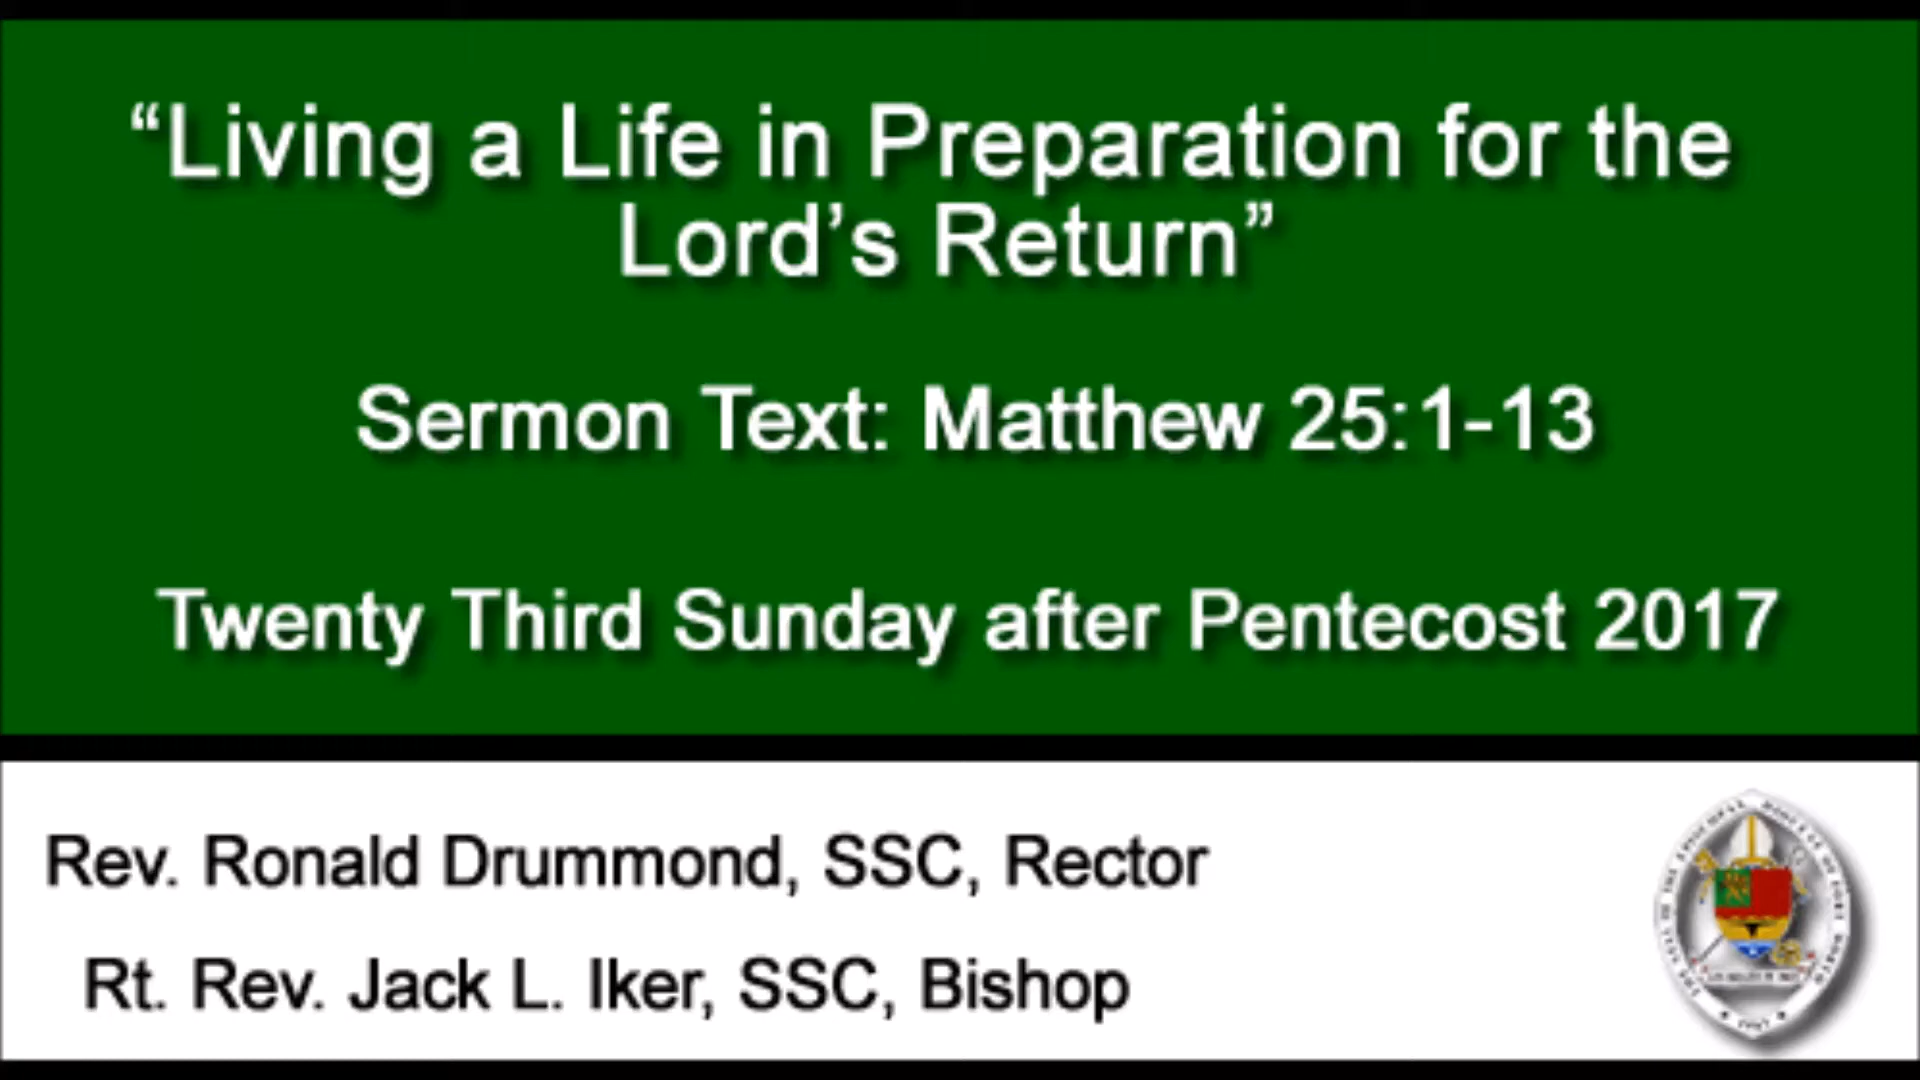 “Living a Life in Preparation for the
Lord’s Return”
Sermon Text: Matthew 25:1-13
Twenty Third Sunday after Pentecost 2017
Rev. Ronald Drummond, SSC, Rector
Rt. Rev. Jack L. Iker, SSC, Bishop